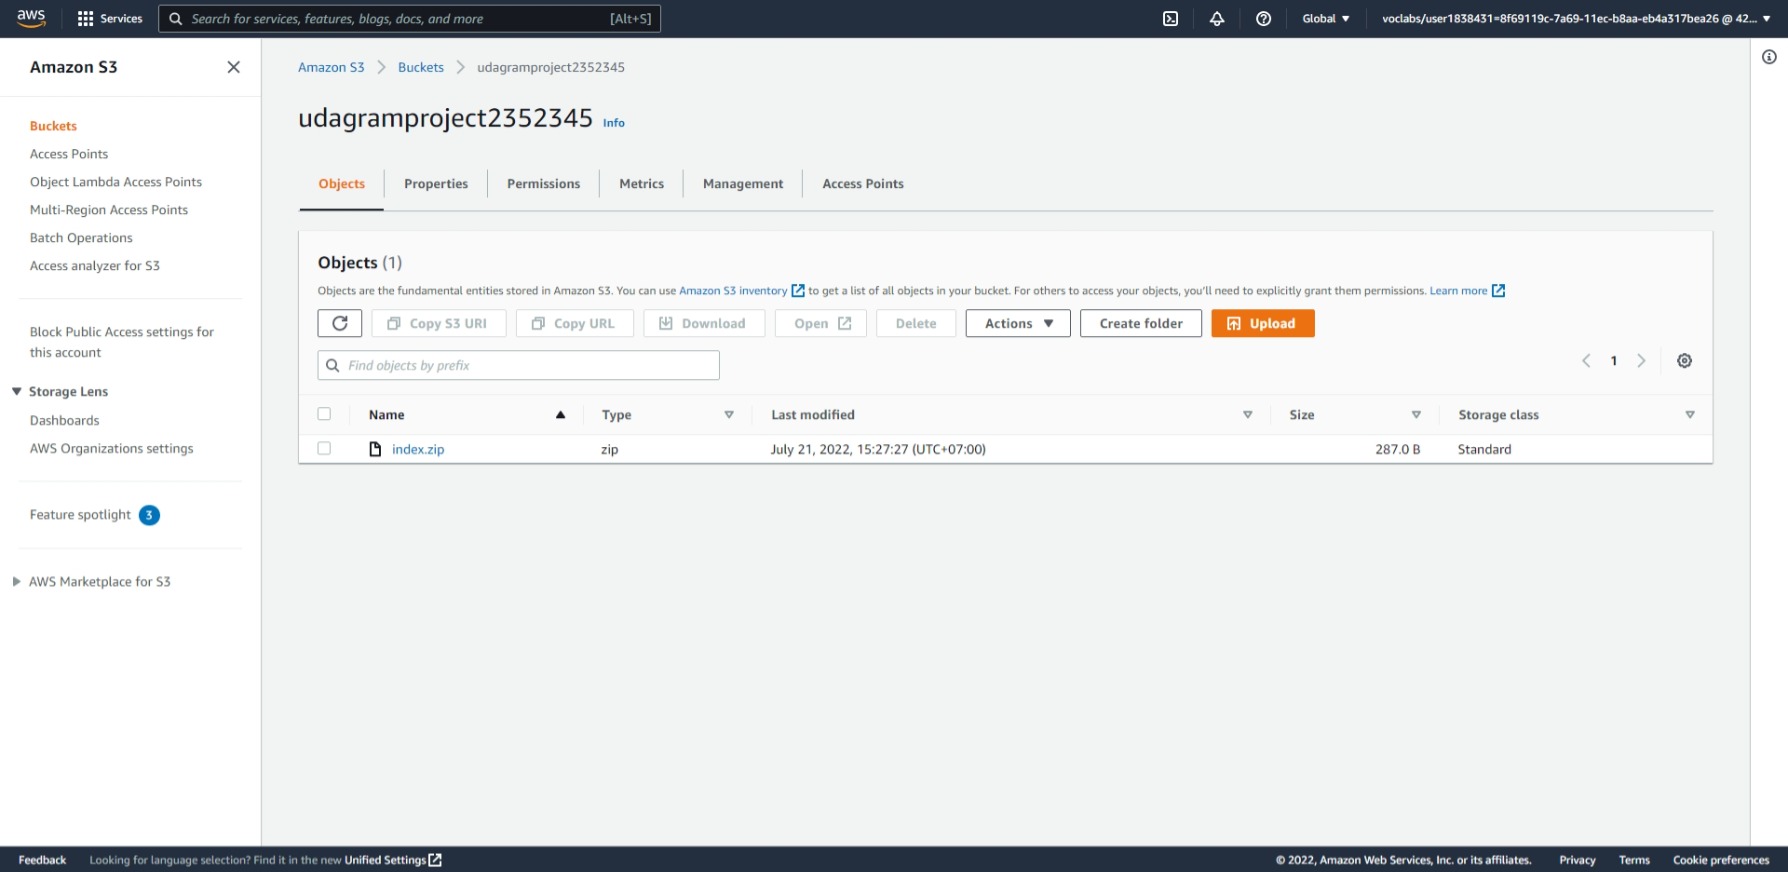 aws Services Search for services, features, blogs, docs, and more [Alt+S] Global voclabs/user1838431=8f69119c-7a69-11ec-b8aa-eb4a317bea26 @ 42...
Amazon S3
Buckets
Access Points
Object Lambda Access Points
Multi-Region Access Points
Batch Operations
Access analyzer for S3
Block Public Access settings for
this account
Storage Lens
Dashboards
AWS Organizations settings
Feature spotlight 3
AWS Marketplace for S3
Amazon S3 Buckets udagramproject2352345
udagramproject2352345 Info
Objects Properties Permissions Metrics Management Access Points
Objects (1)
Objects are the fundamental entities stored in Amazon S3. You can use Amazon S3 inventory to get a list of all objects in your bucket. For others to access your objects, you'll need to explicitly grant them permissions. Learn more
Copy S3 URI Copy URL Download Open Delete Actions Create folder Upload
Find objects by prefix 1
Name Type Last modified Size Storage class
index.zip zip July 21, 2022, 15:27:27 (UTC+07:00) 287.0 B Standard
Feedback Looking for language selection? Find it in the new Unified Settings © 2022, Amazon Web Services, Inc. or its affiliates. Privacy Terms Cookie preferences